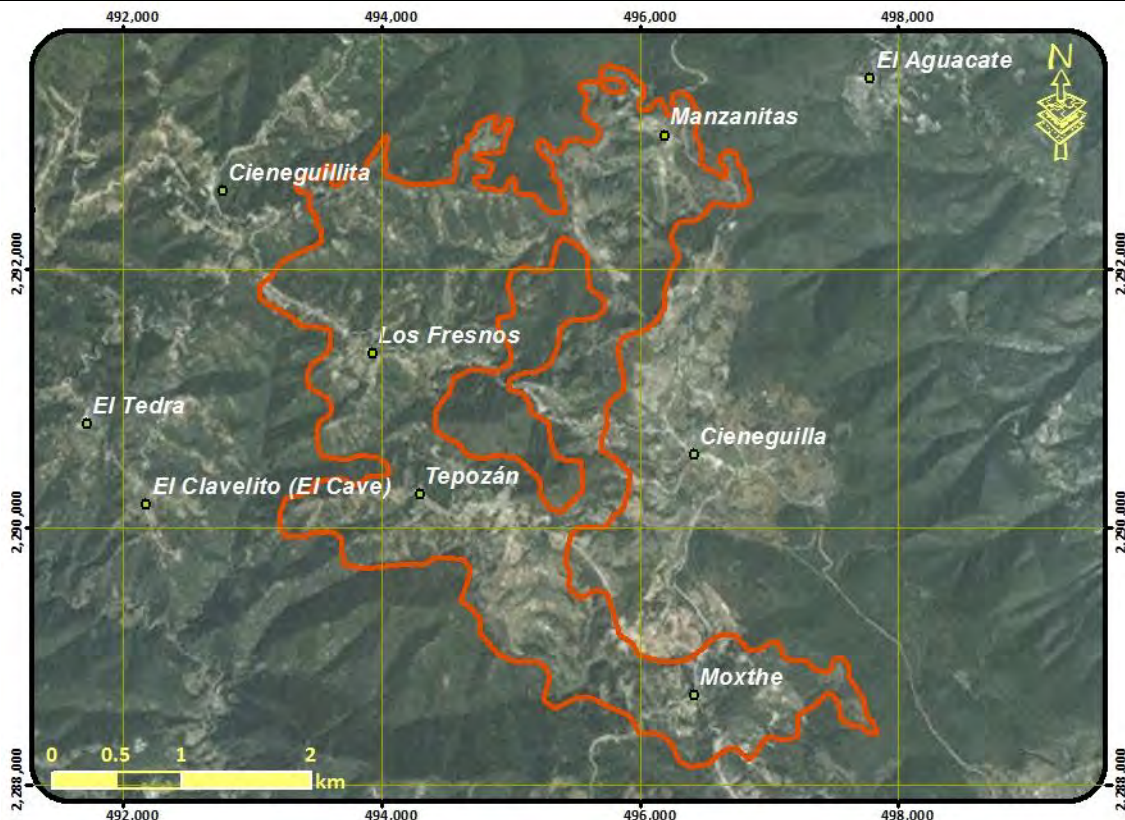 492,000 494,000 496,000 498,000
N
El Aguacate
Manzanitas
Cieneguillita
2,292,000 2,292,000
Los Fresnos
El Tedra
Cieneguilla
Tepozán
El Clavelito (El Cave)
2,290,000 2,290,000
Moxthe
0 0.5 1 2
km
2,288,000 2,288,000
492,000 494,000 496,000 498,000